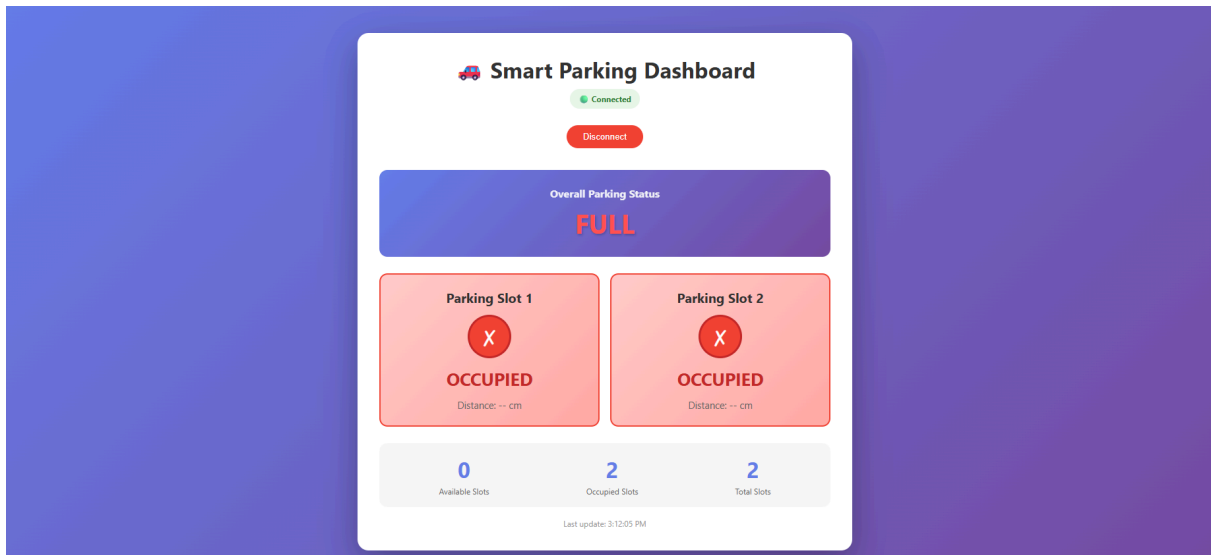 Smart Parking Dashboard
Connected
Disconnect
Overall Parking Status
FULL
Parking Slot 1
✗
OCCUPIED
Distance: -- cm
Parking Slot 2
✗
OCCUPIED
Distance: -- cm
0
Available Slots
2
Occupied Slots
2
Total Slots
Last update: 3:12:05 PM